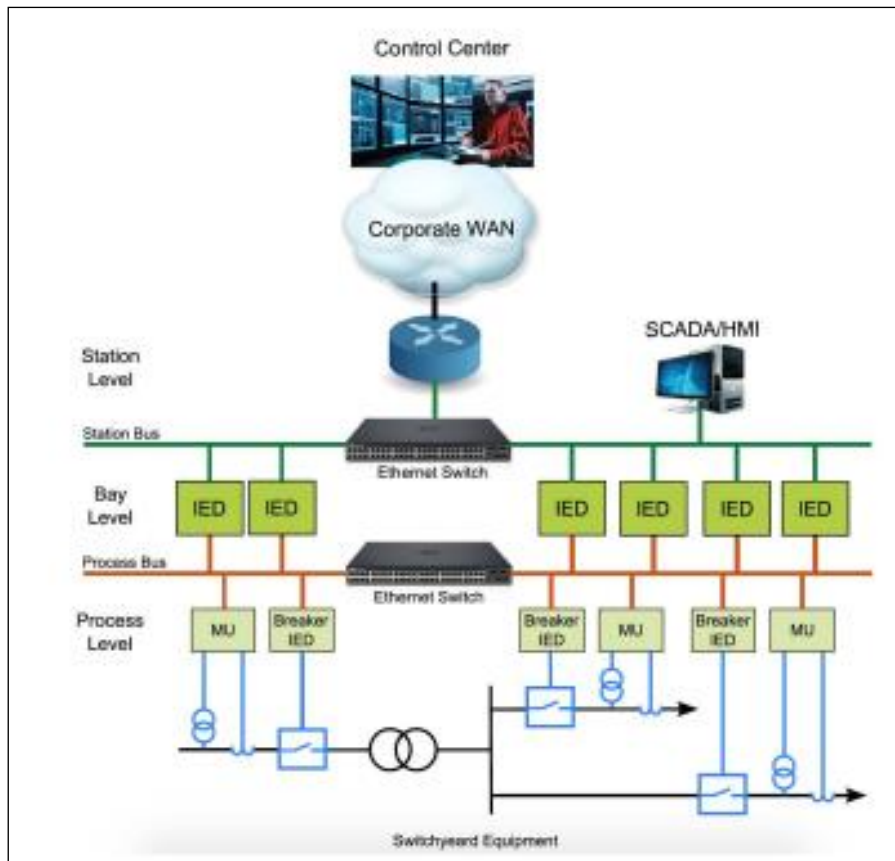 Control Center
Corporate WAN
SCADA/HMI
Station
Level
Station Bus
Ethernet Switch
Bay
Level
IED
IED
IED
IED
IED
IED
Process Bus
Ethernet Switch
Process
Level
MU
Breaker
IED
Breaker
IED
MU
Breaker
IED
MU
Switchyeard Equipment